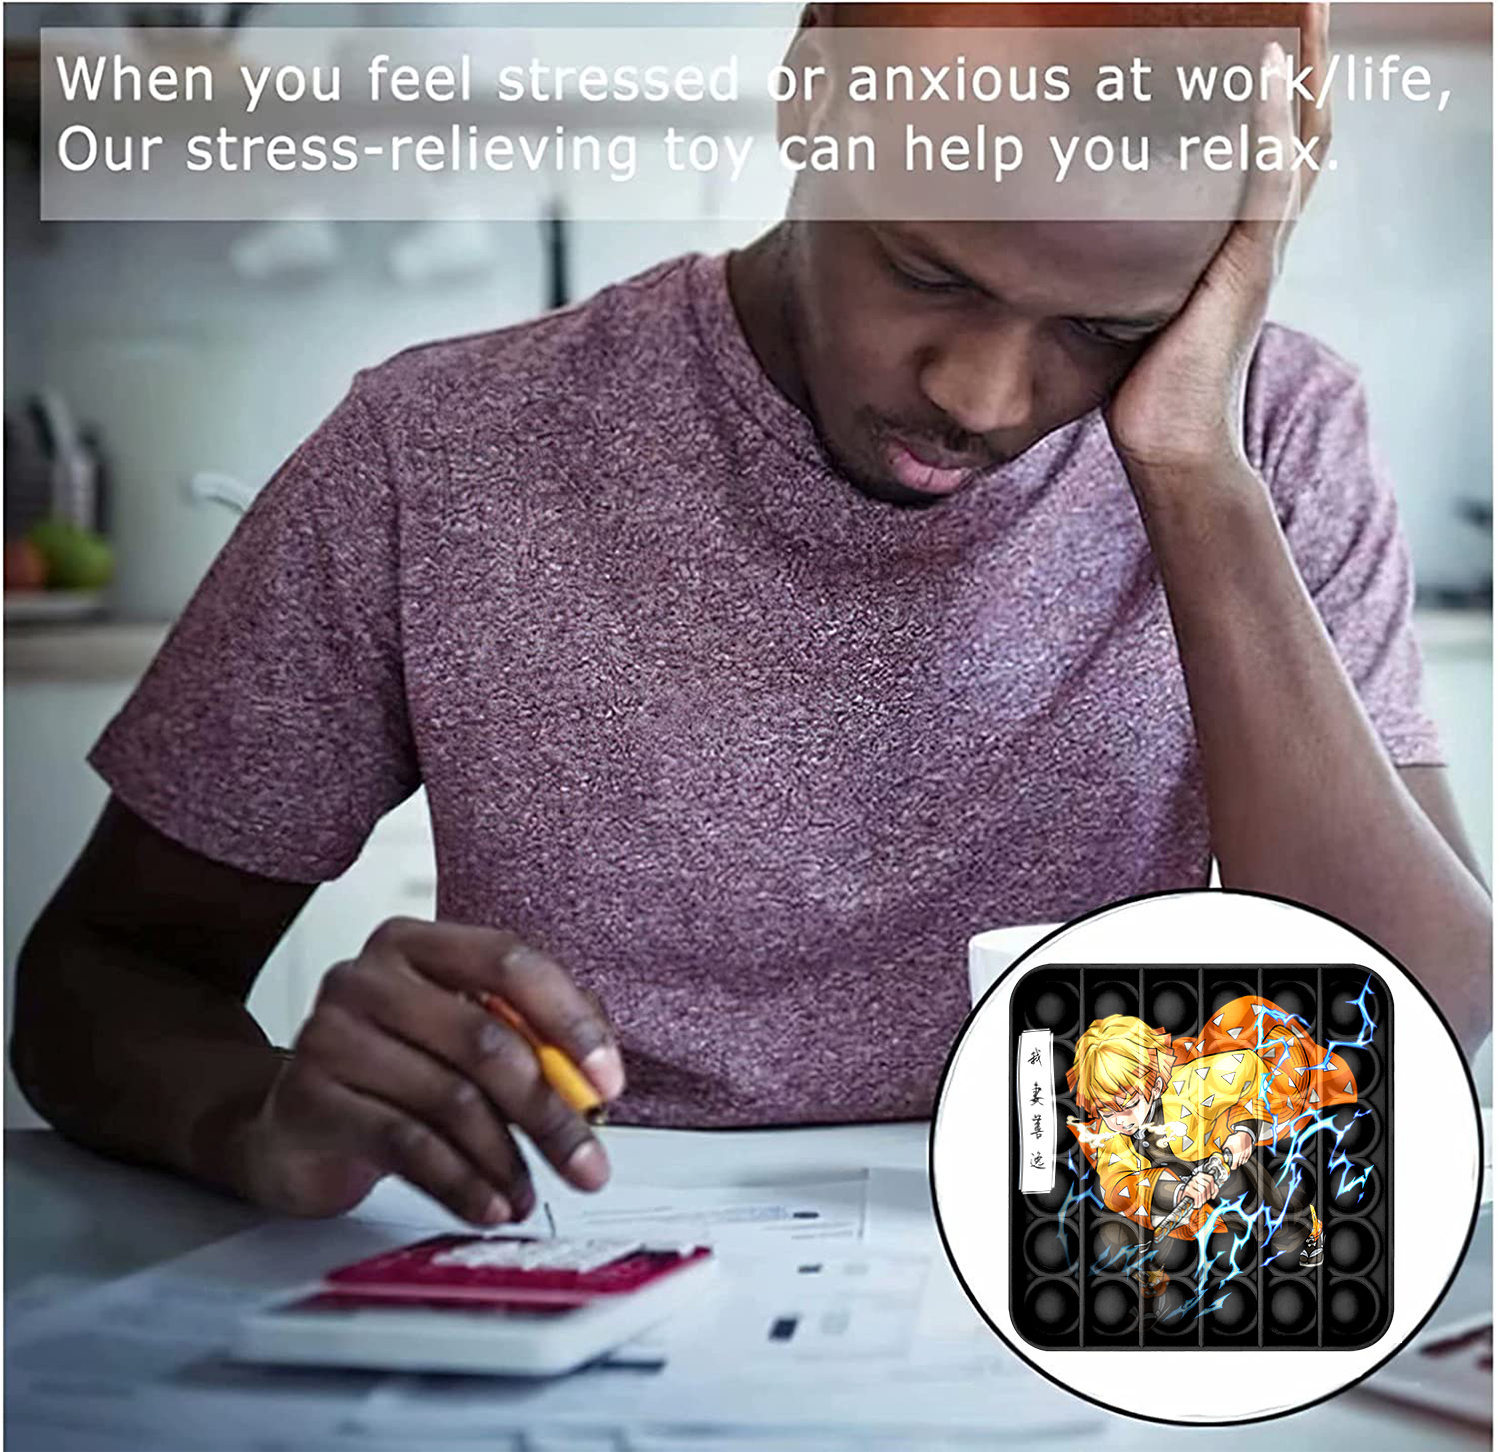 When you feel stressed or anxious at work/life,
Our stress-relieving toy can help you relax.
我妻善逸